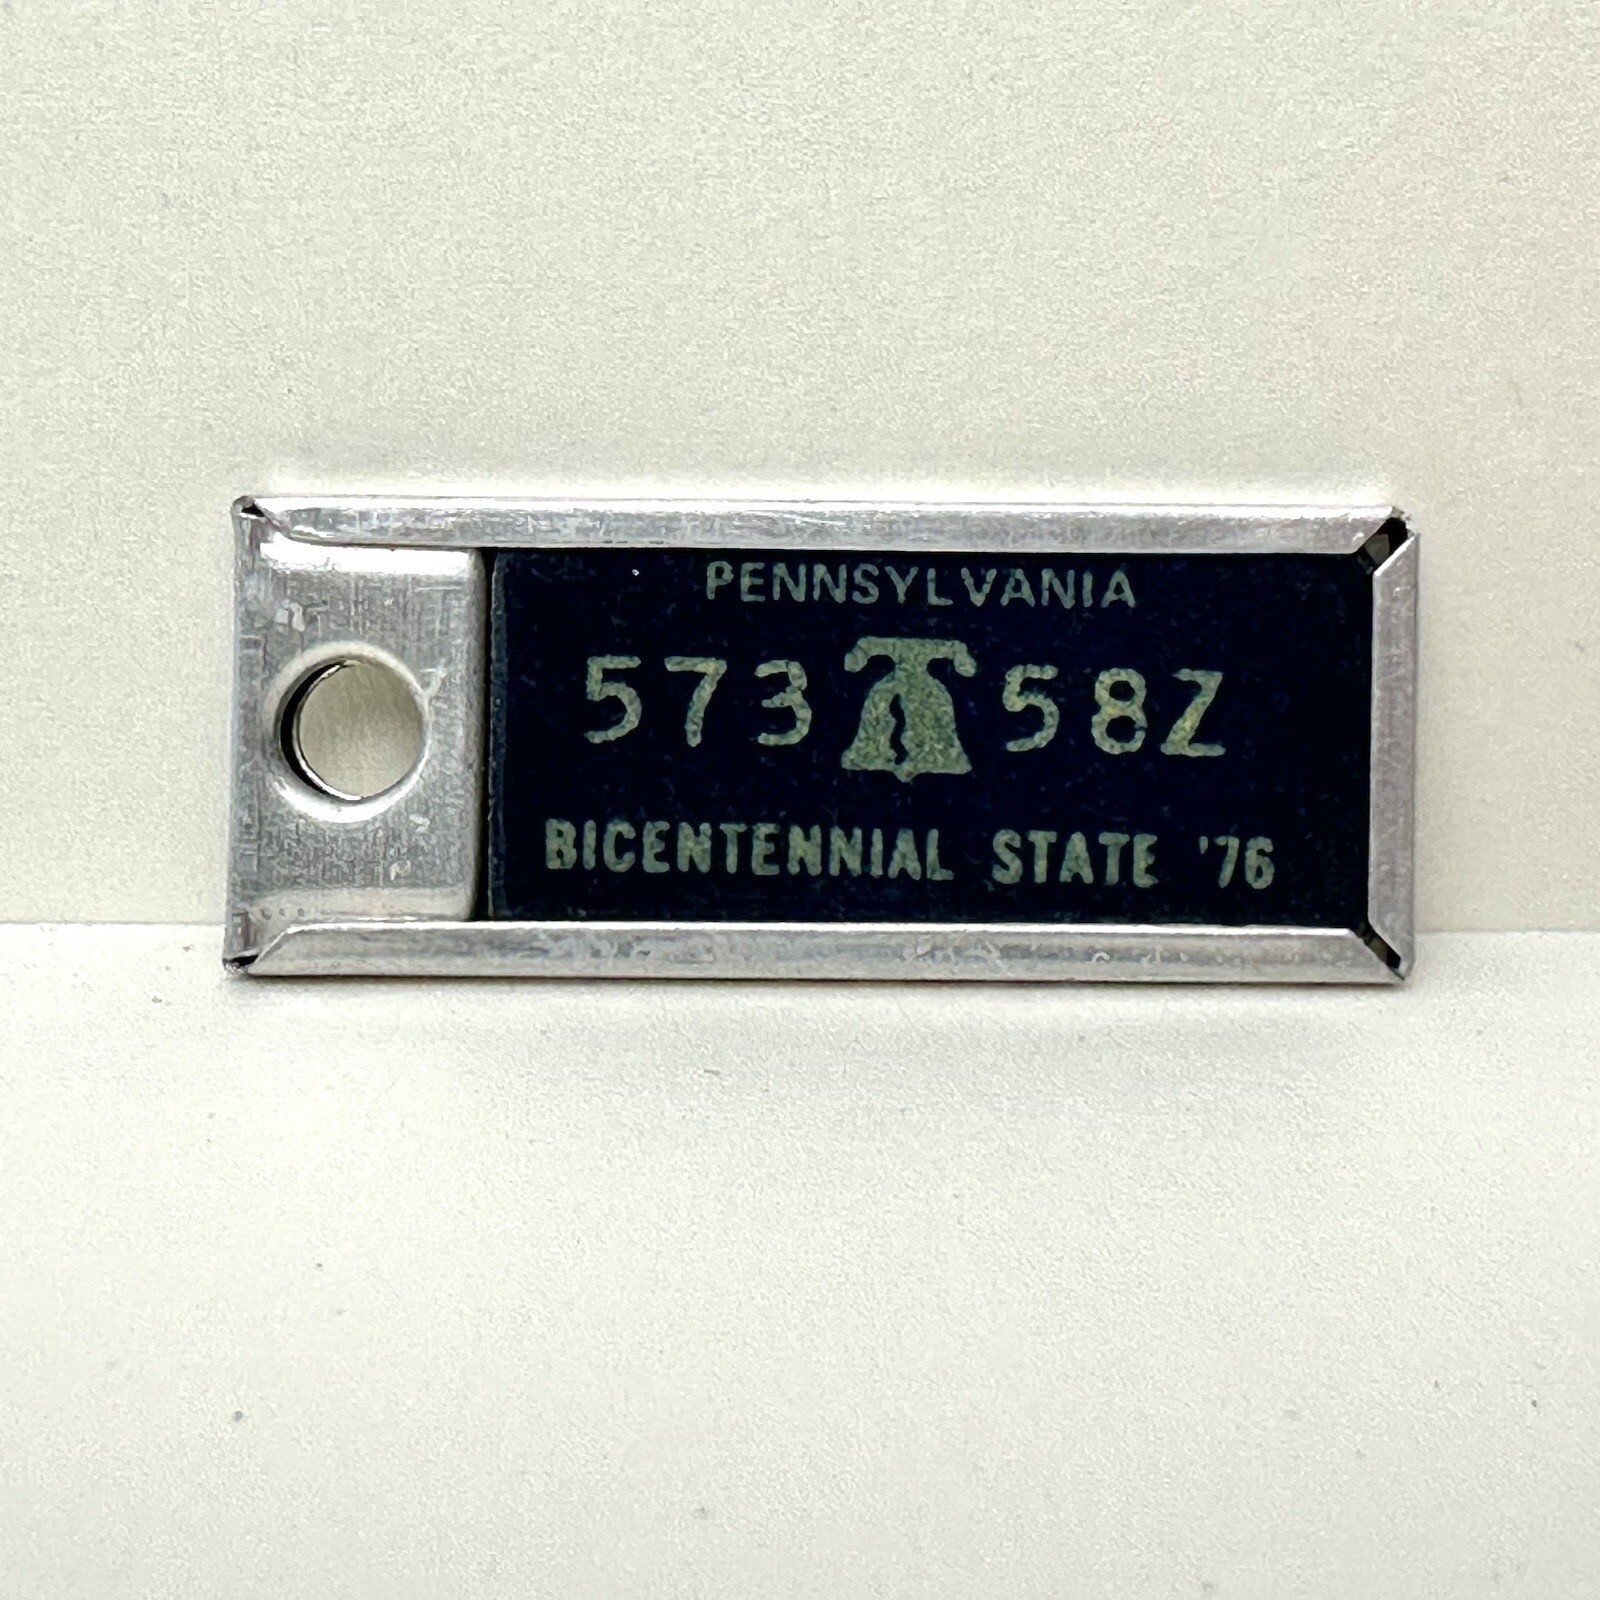 PENNSYLVANIA
573 58Z
BICENTENNIAL STATE '76